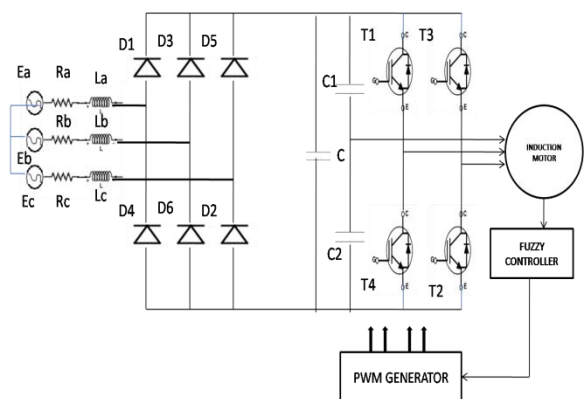 D1 D3 D5
T1 T3
Ea Ra La
Rb Lb
Eb
Ec Rc Lc
C1
C
C2
D4 D6 D2
T4 T2
C
C
G
G
E
E
C
C
G
G
E
E
L
INDUCTION
MOTOR
FUZZY
CONTROLLER
PWM GENERATOR